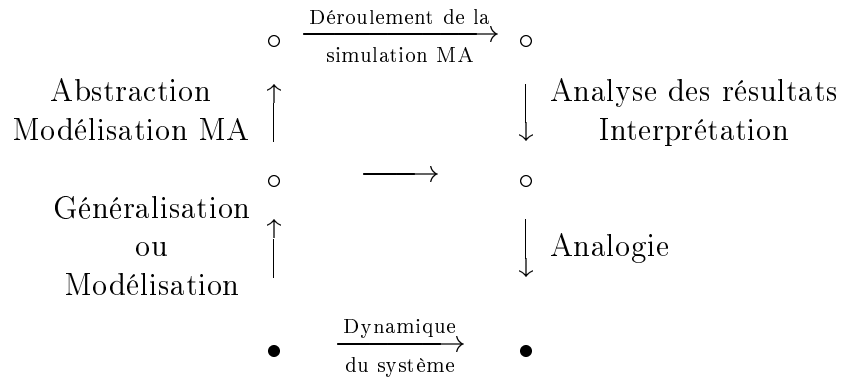 Déroulement de la
simulation MA
Abstraction
Modélisation MA
Analyse des résultats
Interprétation
Généralisation
ou
Modélisation
Analogie
Dynamique
du système